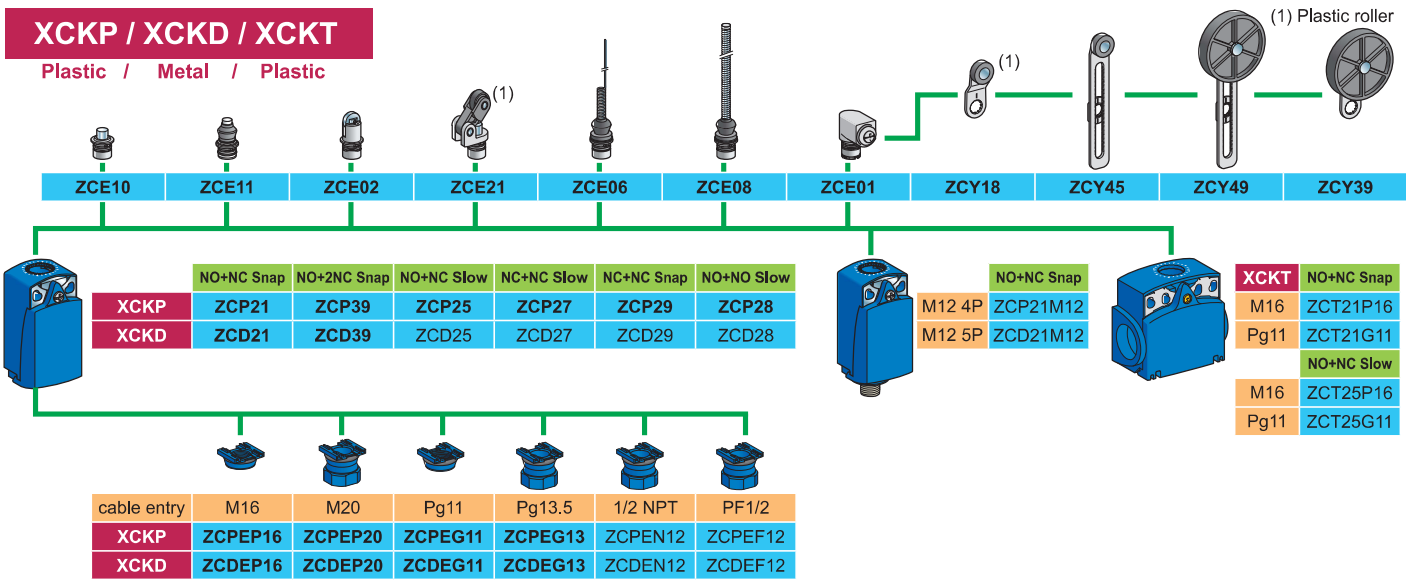 XCKP / XCKD / XCKT
Plastic / Metal / Plastic
(1) Plastic roller
(1)
(1)
ZCE10 ZCE11 ZCE02 ZCE21 ZCE06 ZCE08 ZCE01 ZCY18 ZCY45 ZCY49 ZCY39
NO+NC Snap NO+2NC Snap NO+NC Slow NC+NC Slow NC+NC Snap NO+NO Slow
XCKP ZCP21 ZCP39 ZCP25 ZCP27 ZCP29 ZCP28
XCKD ZCD21 ZCD39 ZCD25 ZCD27 ZCD29 ZCD28
NO+NC Snap
M12 4P ZCP21M12
M12 5P ZCD21M12
XCKT NO+NC Snap
M16 ZCT21P16
Pg11 ZCT21G11
NO+NC Slow
M16 ZCT25P16
Pg11 ZCT25G11
cable entry M16 M20 Pg11 Pg13.5 1/2 NPT PF1/2
XCKP ZCPEP16 ZCPEP20 ZCPEG11 ZCPEG13 ZCPEN12 ZCPEF12
XCKD ZCDEP16 ZCDEP20 ZCDEG11 ZCDEG13 ZCDEN12 ZCDEF12